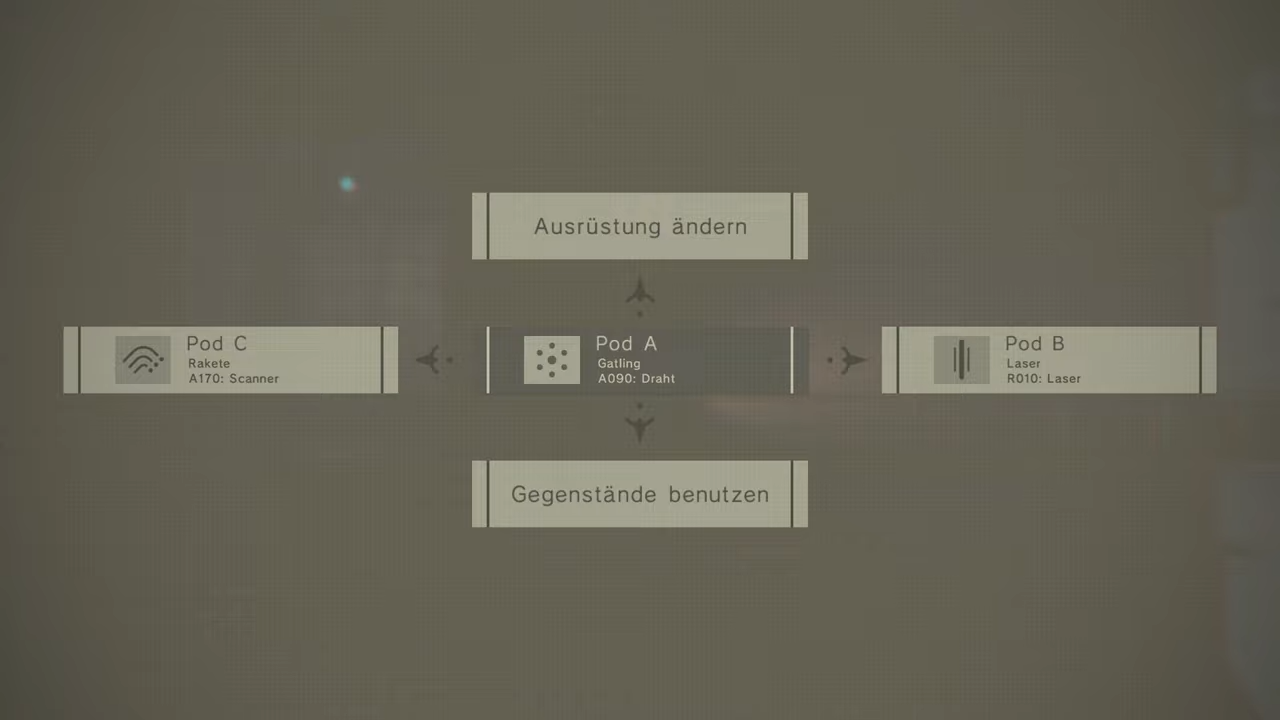 Ausrüstung ändern
Pod C
Rakete
A170: Scanner
Pod A
Gatling
A090: Draht
Pod B
Laser
R010: Laser
Gegenstände benutzen